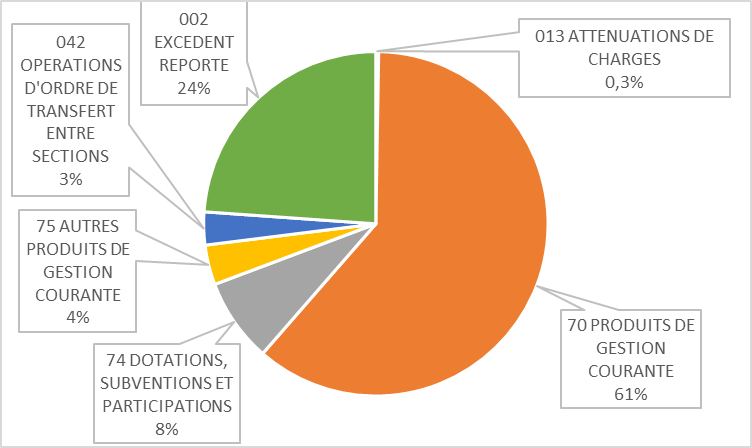 002
EXCEDENT
REPORTE
24%
013 ATTENUATIONS DE
CHARGES
0,3%
042
OPERATIONS
D'ORDRE DE
TRANSFERT
ENTRE
SECTIONS
3%
75 AUTRES
PRODUITS DE
GESTION
COURANTE
4%
74 DOTATIONS,
SUBVENTIONS ET
PARTICIPATIONS
8%
70 PRODUITS DE
GESTION
COURANTE
61%